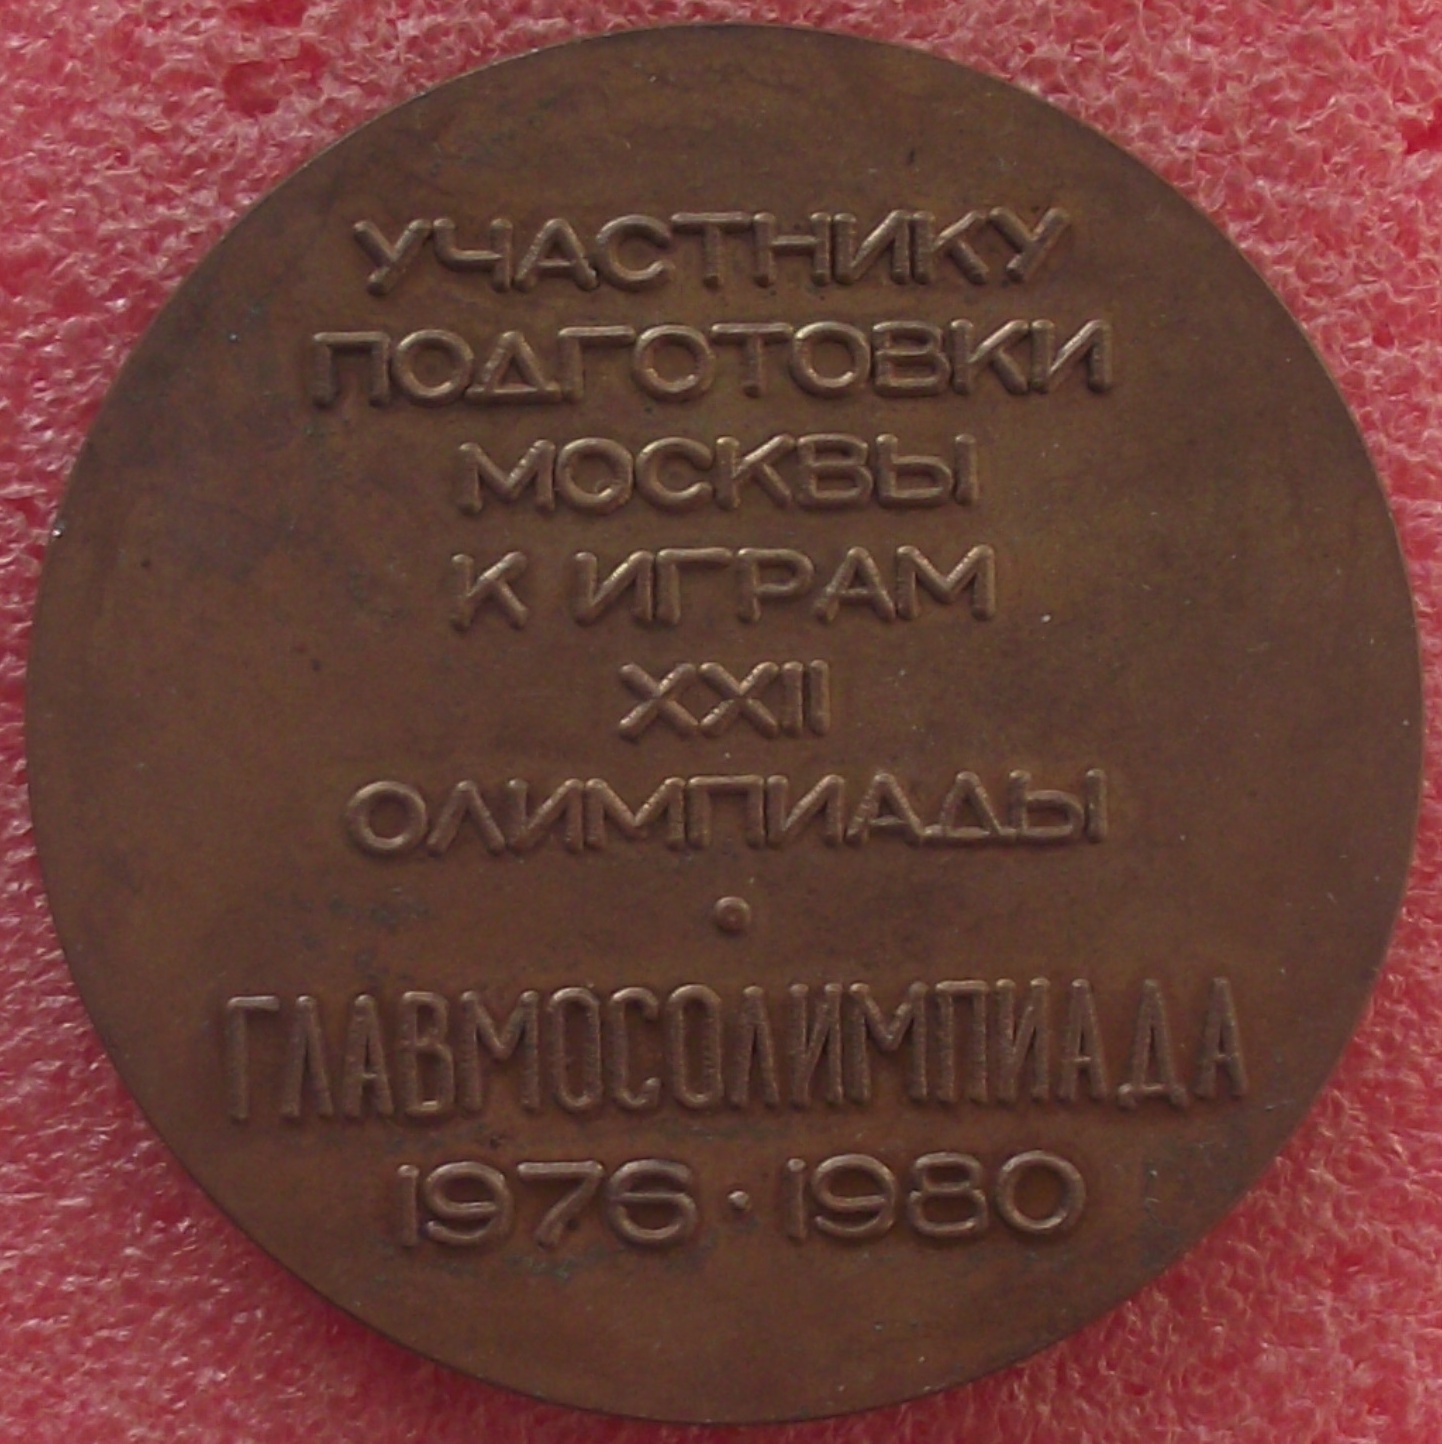 УЧАСТНИКУ
ПОДГОТОВКИ
МОСКВЫ
К ИГРАМ
XXII
ОЛИМПИАДЫ
•
ГЛАВМОСОЛИМПИАДА
1976 · 1980